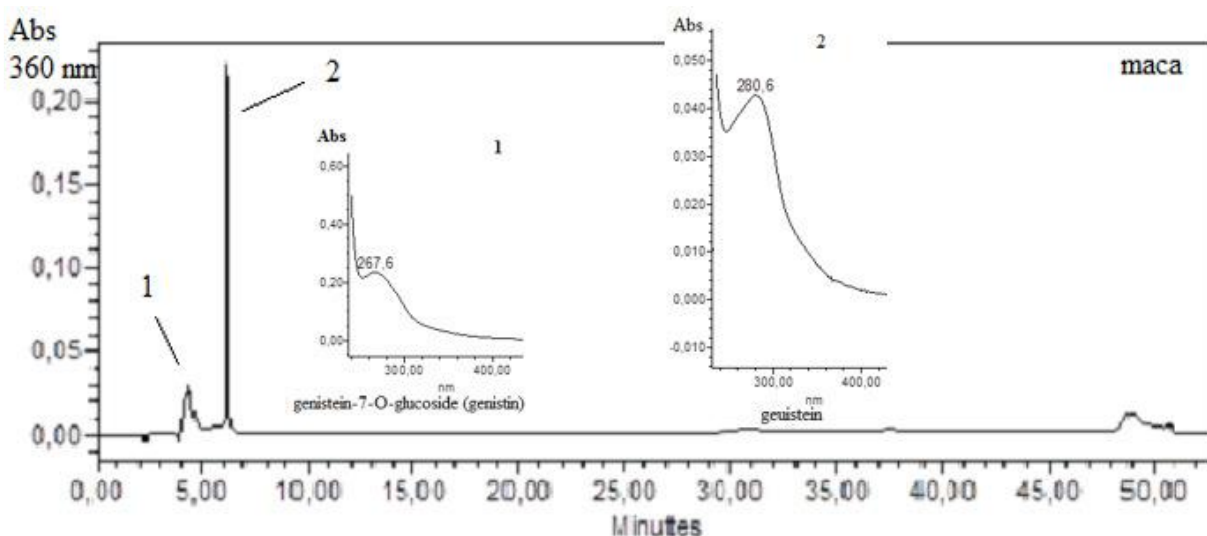 Abs
360 nm
0,20
0,15
0,10
0,05
0,00
1
2
Abs
1
0,60
0,40
0,20
0,00
267,6
300,00 400,00
nm
genistein-7-O-glucoside (genistin)
Abs
2
0,050
0,040
0,030
0,020
0,010
0,000
-0,010
280,6
300,00 400,00
nm
geuistein
maca
0,00 5,00 10,00 15,00 20,00 25,00 30,00 35,00 40,00 45,00 50,00
Minuttes